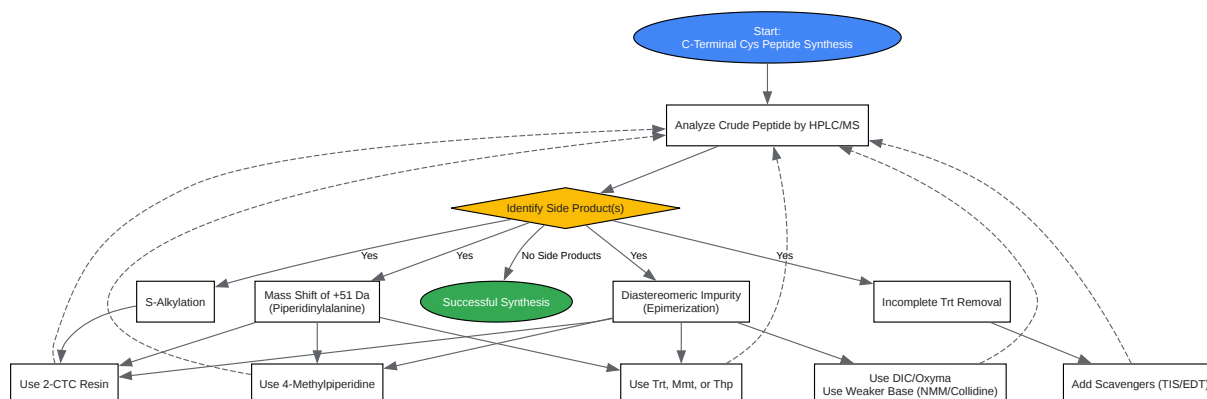 Start:
C-Terminal Cys Peptide Synthesis
Analyze Crude Peptide by HPLC/MS
Identify Side Product(s)
Yes
Yes
No Side Products
Yes
Yes
S-Alkylation
Mass Shift of +51 Da
(Piperidinylalanine)
Successful Synthesis
Diastereomeric Impurity
(Epimerization)
Incomplete Trt Removal
Use 2-CTC Resin
Use 4-Methylpiperidine
Use Trt, Mmt, or Thp
Use DIC/Oxyma
Use Weaker Base (NMM/Collidine)
Add Scavengers (TIS/EDT)